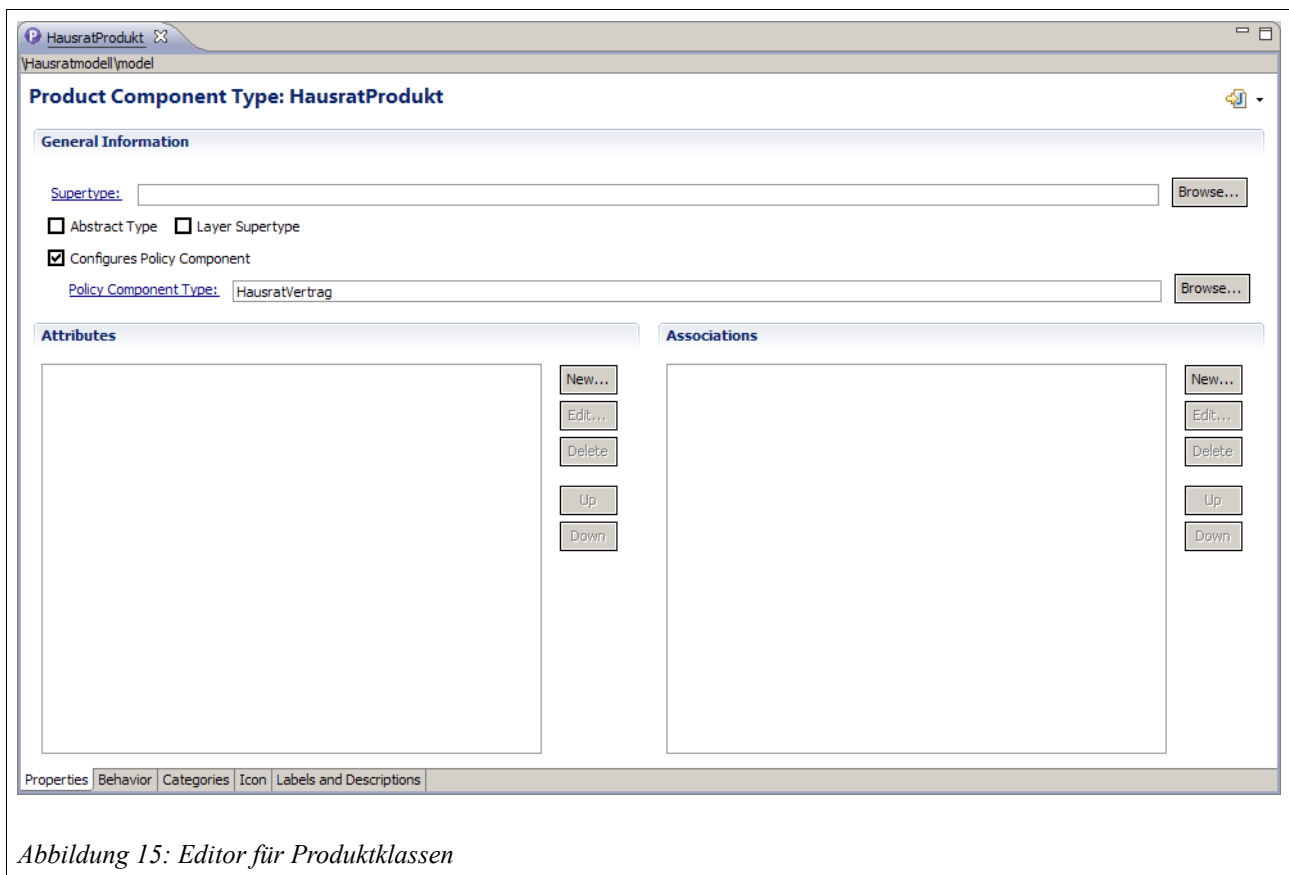 HausratProdukt
\Hausratmodell\model
Product Component Type: HausratProdukt
General Information
Supertype: Browse...
Abstract Type Layer Supertype
Configures Policy Component
Policy Component Type: HausratVertrag Browse...
Attributes Associations
New... New...
Edit... Edit...
Delete Delete
Up Up
Down Down
Properties Behavior Categories Icon Labels and Descriptions
Abbildung 15: Editor für Produktklassen